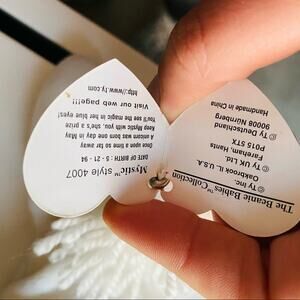 The Beanie Babies™ Collection
© Ty Inc.
Oakbrook IL. U.S.A.
© Ty UK Ltd.
Fareham, Hants
P015 5TX
© Ty Deutschland
90008 Nürnberg
Handmade in China
Mystic™ style 4007
DATE OF BIRTH : 5 - 21 - 94
Once upon a time so far away
A unicorn was born one day in May
Keep Mystic with you, she's a prize
You'll see the magic in her blue eyes!
Visit our web page!!!
http://www.ty.com